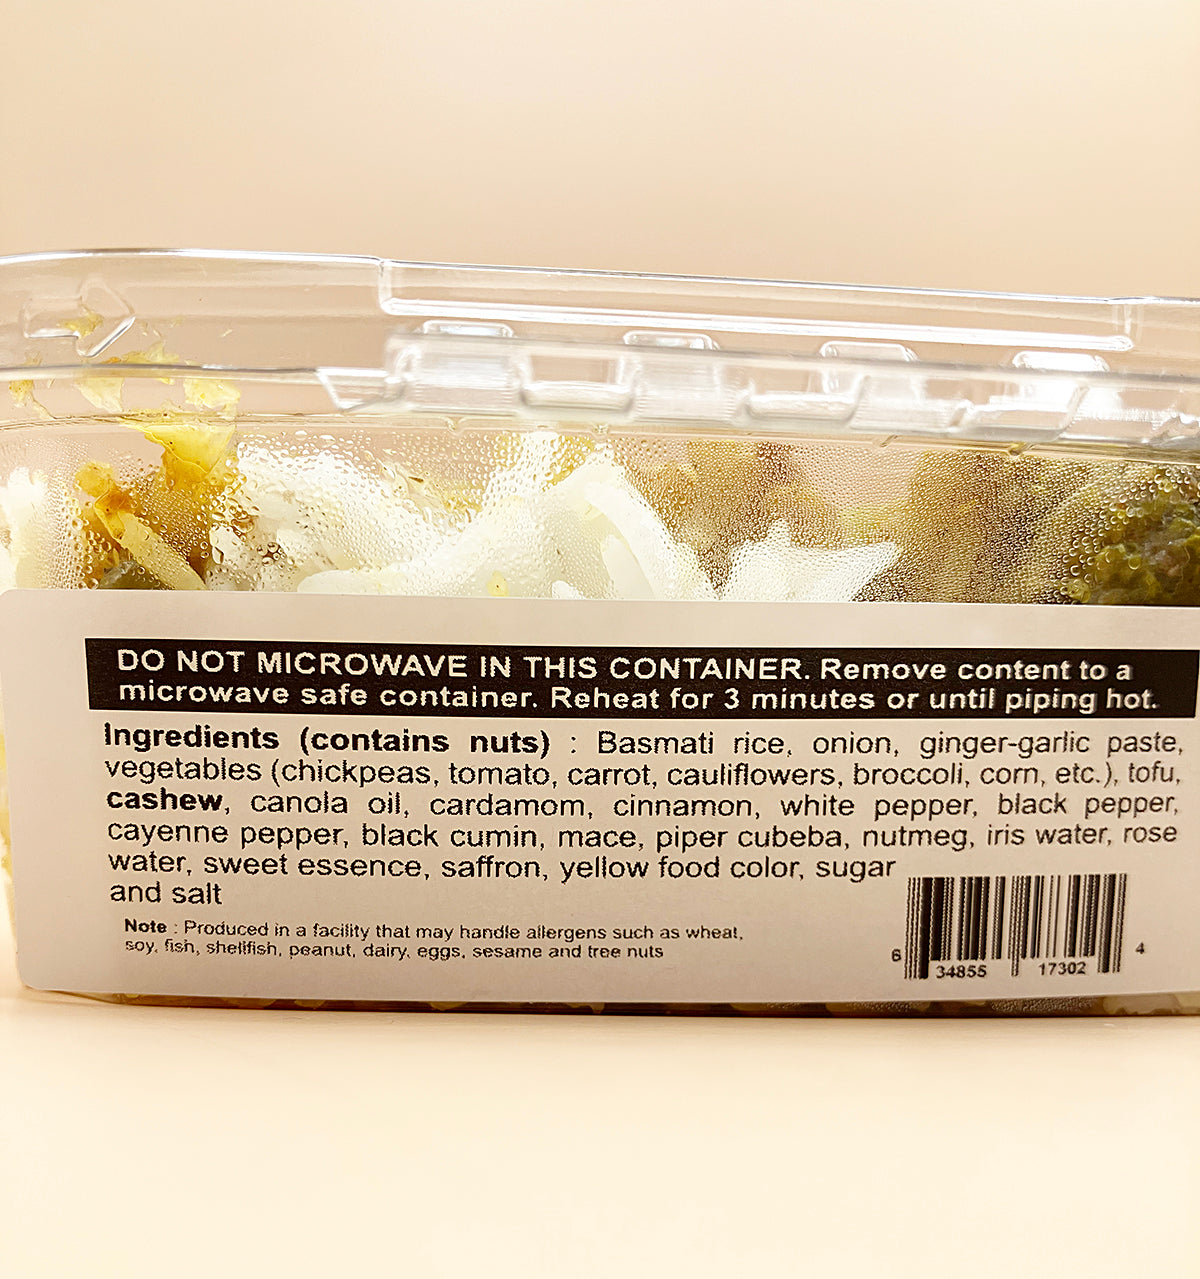 DO NOT MICROWAVE IN THIS CONTAINER. Remove content to a
microwave safe container. Reheat for 3 minutes or until piping hot.
Ingredients (contains nuts) : Basmati rice, onion, ginger-garlic paste,
vegetables (chickpeas, tomato, carrot, cauliflowers, broccoli, corn, etc.), tofu,
cashew, canola oil, cardamom, cinnamon, white pepper, black pepper,
cayenne pepper, black cumin, mace, piper cubeba, nutmeg, iris water, rose
water, sweet essence, saffron, yellow food color, sugar
and salt
Note : Produced in a facility that may handle allergens such as wheat,
soy, fish, shellfish, peanut, dairy, eggs, sesame and tree nuts
6 34855 17302 4